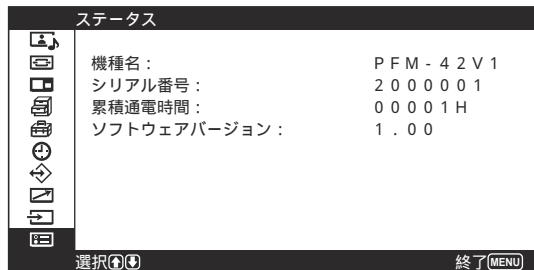 ステータス
機種名： PFM-42V1
シリアル番号： 2000001
累積通電時間： 00001H
ソフトウェアバージョン： 1.00
選択 終了 MENU